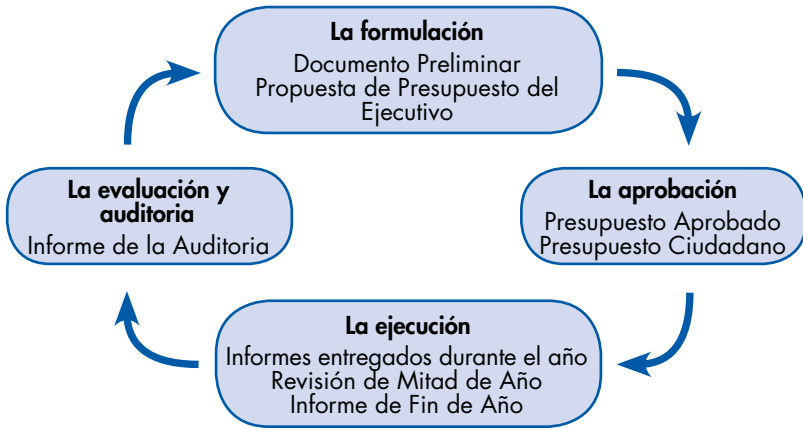 La formulación
Documento Preliminar
Propuesta de Presupuesto del
Ejecutivo
La aprobación
Presupuesto Aprobado
Presupuesto Ciudadano
La ejecución
Informes entregados durante el año
Revisión de Mitad de Año
Informe de Fin de Año
La evaluación y
auditoria
Informe de la Auditoria